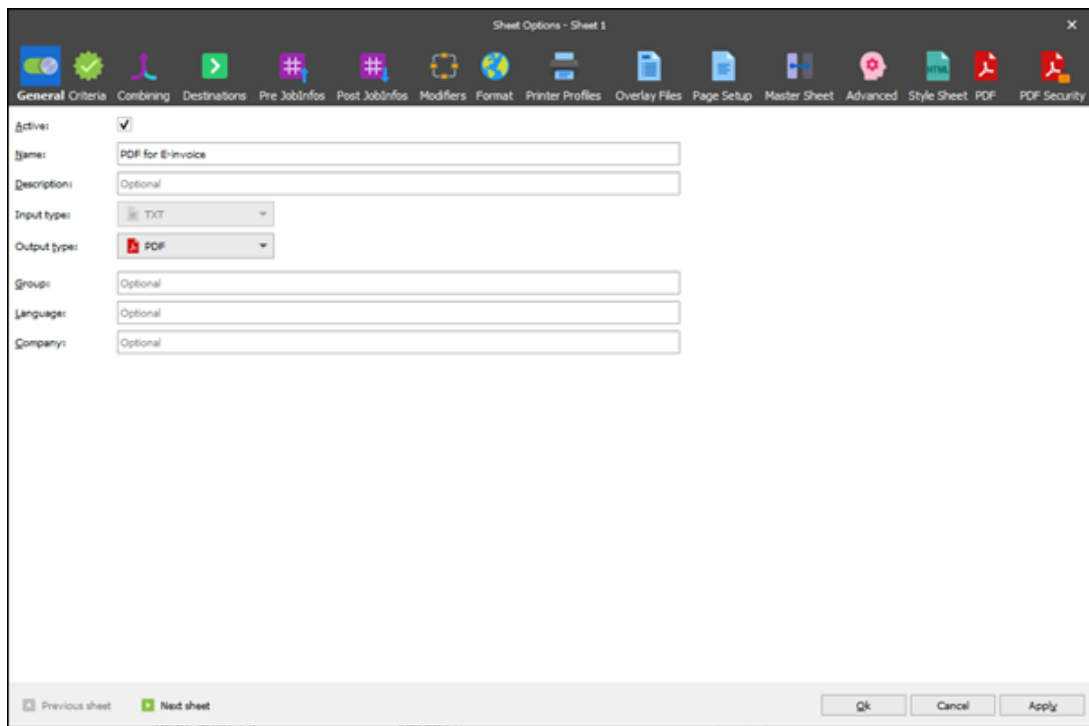 Sheet Options - Sheet 1
General Criteria Combining Destinations Pre JobInfos Post JobInfos Modifiers Format Printer Profiles Overlay Files Page Setup Master Sheet Advanced Style Sheet PDF PDF Security
Active:
Name: PDF for E-invoice
Description: Optional
Input type: TXT
Output type: PDF
Group: Optional
Language: Optional
Company: Optional
Previous sheet Next sheet Ok Cancel Apply